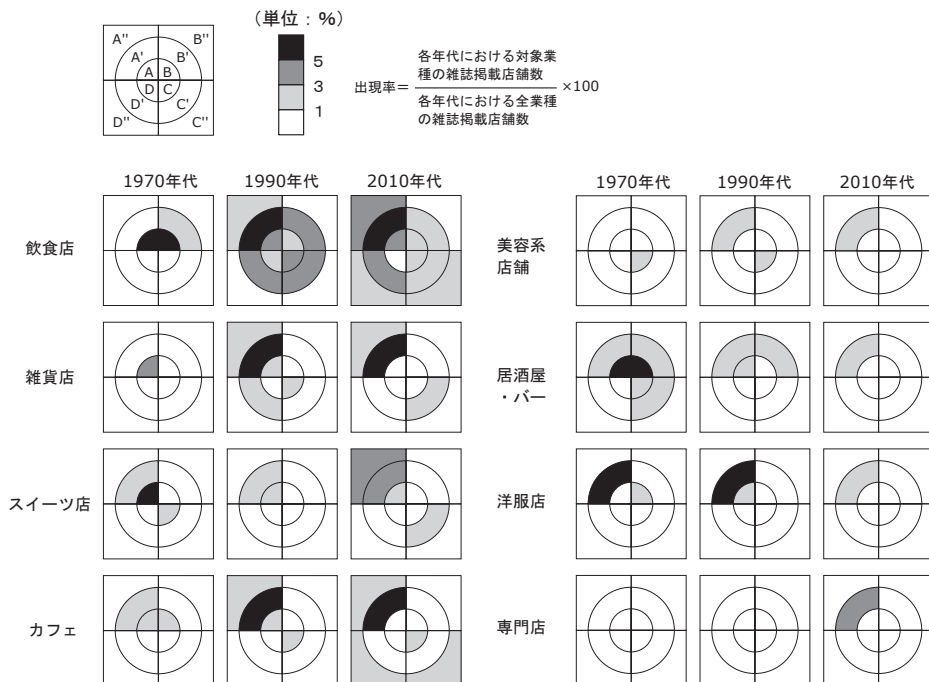 (単位：%)
A'' B''
A' B'
A B
D C
D' C'
D'' C''
5
3
1
出現率＝
各年代における対象業
種の雑誌掲載店舗数
各年代における全業種
の雑誌掲載店舗数
×100
1970年代 1990年代 2010年代
飲食店
雑貨店
スイーツ店
カフェ
1970年代 1990年代 2010年代
美容系
店舗
居酒屋
・バー
洋服店
専門店